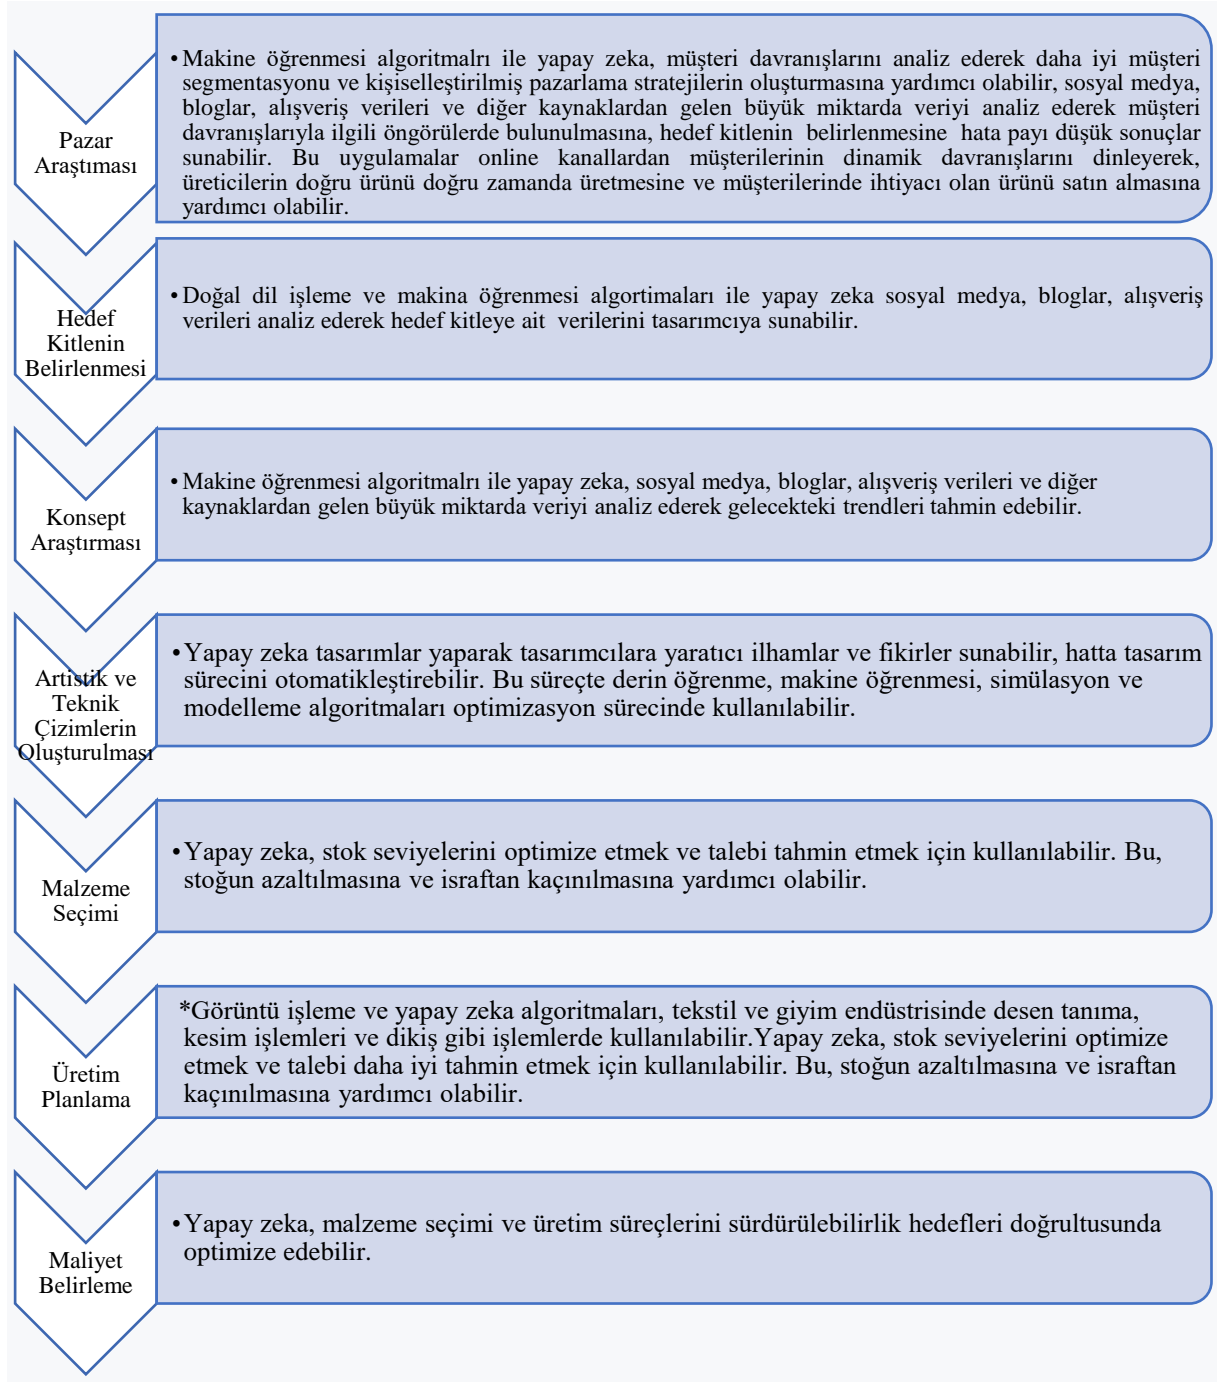 Pazar
Araştıması
• Makine öğrenmesi algoritmalrı ile yapay zeka, müşteri davranışlarını analiz ederek daha iyi müşteri
segmentasyonu ve kişiselleştirilmiş pazarlama stratejilerin oluşturmasına yardımcı olabilir, sosyal medya,
bloglar, alışveriş verileri ve diğer kaynaklardan gelen büyük miktarda veriyi analiz ederek müşteri
davranışlarıyla ilgili öngörülerde bulunulmasına, hedef kitlenin belirlenmesine hata payı düşük sonuçlar
sunabilir. Bu uygulamalar online kanallardan müşterilerinin dinamik davranışlarını dinleyerek,
üreticilerin doğru ürünü doğru zamanda üretmesine ve müşterilerinde ihtiyacı olan ürünü satın almasına
yardımcı olabilir.
Hedef
Kitlenin
Belirlenmesi
• Doğal dil işleme ve makina öğrenmesi algortimaları ile yapay zeka sosyal medya, bloglar, alışveriş
verileri analiz ederek hedef kitleye ait verilerini tasarımcıya sunabilir.
Konsept
Araştırması
• Makine öğrenmesi algoritmalrı ile yapay zeka, sosyal medya, bloglar, alışveriş verileri ve diğer
kaynaklardan gelen büyük miktarda veriyi analiz ederek gelecekteki trendleri tahmin edebilir.
Artistik ve
Teknik
Çizimlerin
Oluşturulması
• Yapay zeka tasarımlar yaparak tasarımcılara yaratıcı ilhamlar ve fikirler sunabilir, hatta tasarım
sürecini otomatikleştirebilir. Bu süreçte derin öğrenme, makine öğrenmesi, simülasyon ve
modelleme algoritmaları optimizasyon sürecinde kullanılabilir.
Malzeme
Seçimi
• Yapay zeka, stok seviyelerini optimize etmek ve talebi tahmin etmek için kullanılabilir. Bu,
stoğun azaltılmasına ve israftan kaçınılmasına yardımcı olabilir.
Üretim
Planlama
*Görüntü işleme ve yapay zeka algoritmaları, tekstil ve giyim endüstrisinde desen tanıma,
kesim işlemleri ve dikiş gibi işlemlerde kullanılabilir.Yapay zeka, stok seviyelerini optimize
etmek ve talebi daha iyi tahmin etmek için kullanılabilir. Bu, stoğun azaltılmasına ve israftan
kaçınılmasına yardımcı olabilir.
Maliyet
Belirleme
• Yapay zeka, malzeme seçimi ve üretim süreçlerini sürdürülebilirlik hedefleri doğrultusunda
optimize edebilir.